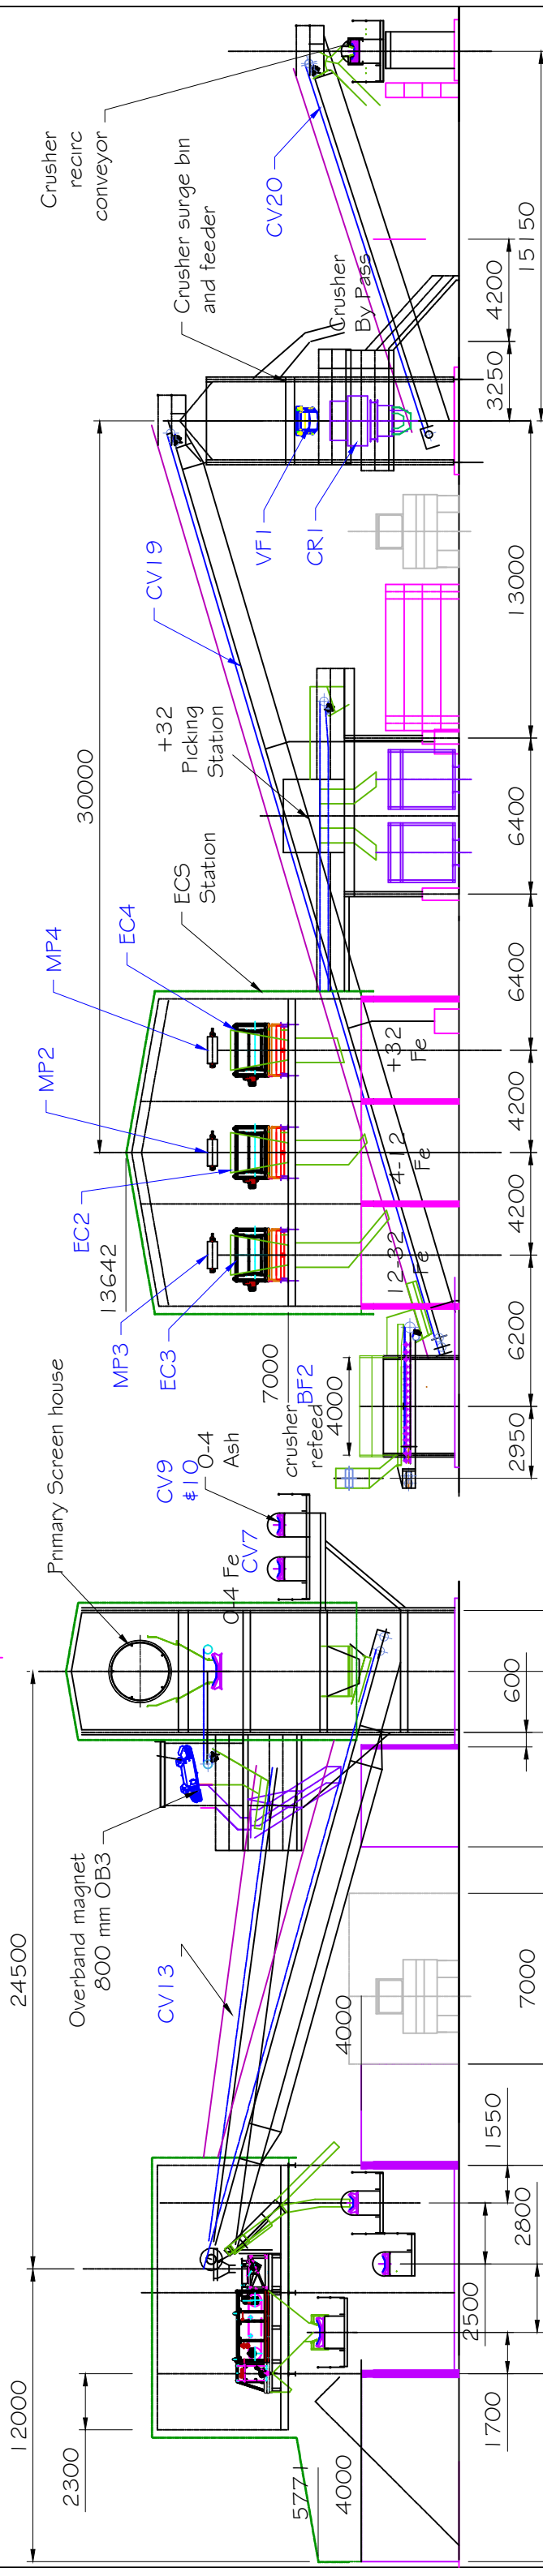 12000
24500
2300
Overband magnet
800 mm OB3
Primary Screen house
CV13
CV9
&10
0-4
Ash
0-4 Fe
CV7
5771
4000
4000
1700
2500
2800
1550
7000
600
13642
7000
BF2
crusher
refeed
4000
MP3
EC3
EC2
MP2
MP4
EC4
ECS
Station
30000
12-32
Fe
4-12
Fe
+32
Fe
+32
Picking
Station
CV19
VF1
CR1
Crusher surge bin
and feeder
Crusher
By Pass
CV20
Crusher
recirc
conveyor
2950
6200
4200
4200
6400
6400
13000
3250
4200
15150